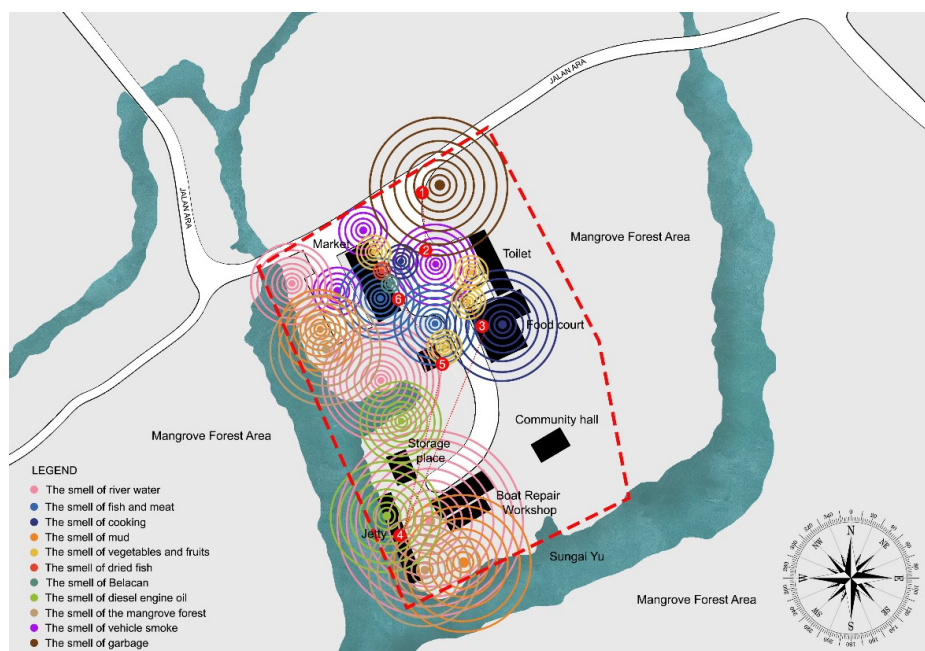 JALAN ARA
JALAN ARA
Mangrove Forest Area
1
Market
2
Toilet
6
3
Food court
5
Mangrove Forest Area
Community hall
Storage
place
Boat Repair
Workshop
Jetty
4
Sungai Yu
Mangrove Forest Area
LEGEND
The smell of river water
The smell of fish and meat
The smell of cooking
The smell of mud
The smell of vegetables and fruits
The smell of dried fish
The smell of Belacan
The smell of diesel engine oil
The smell of the mangrove forest
The smell of vehicle smoke
The smell of garbage
N
NW
NE
W
E
SW
SE
S